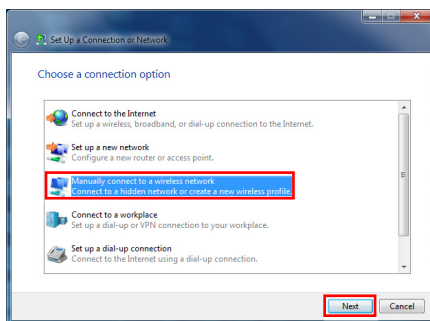 Set Up a Connection or Network
Choose a connection option
Connect to the Internet
Set up a wireless, broadband, or dial-up connection to the Internet.
Set up a new network
Configure a new router or access point.
Manually connect to a wireless network
Connect to a hidden network or create a new wireless profile.
Connect to a workplace
Set up a dial-up or VPN connection to your workplace.
Set up a dial-up connection
Connect to the Internet using a dial-up connection.
Next Cancel